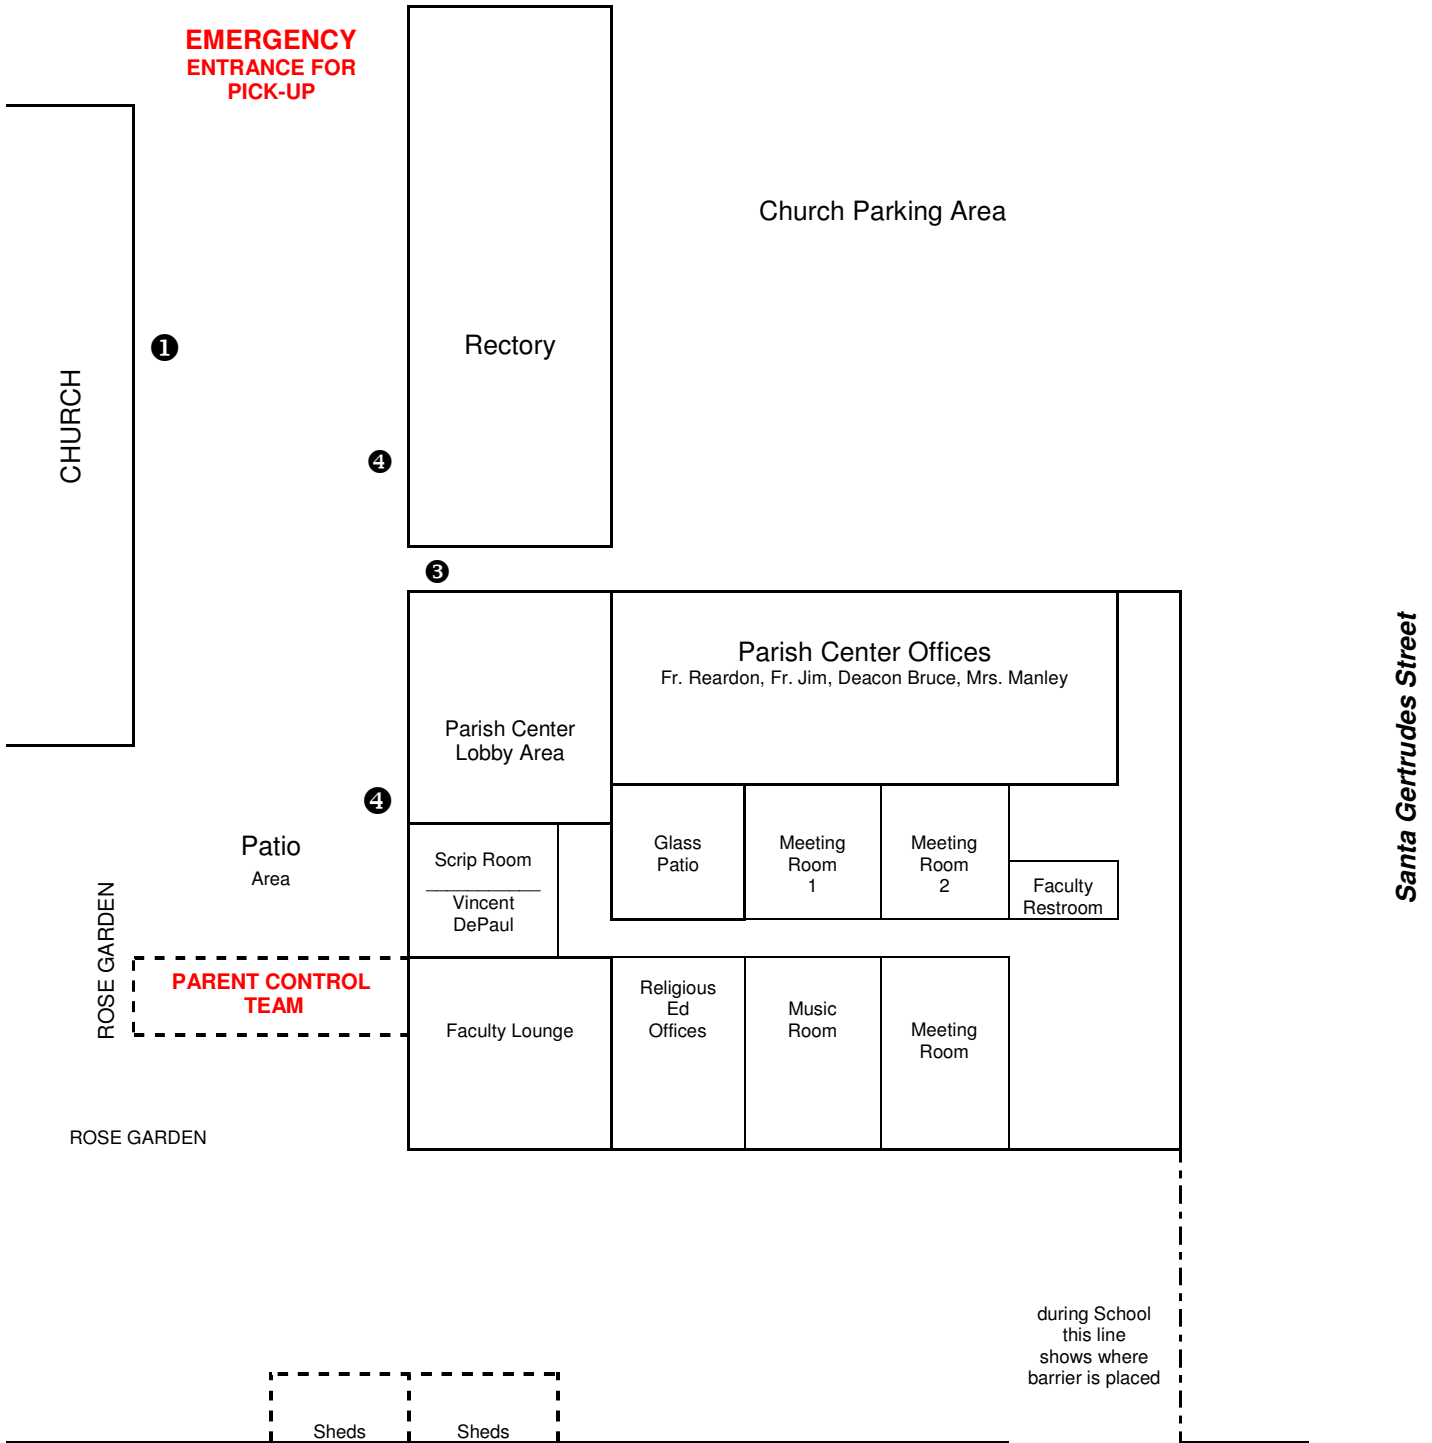 EMERGENCY
ENTRANCE FOR
PICK-UP
Church Parking Area
CHURCH
❶
Rectory
❹
❸
Parish Center Offices
Fr. Reardon, Fr. Jim, Deacon Bruce, Mrs. Manley
Santa Gertrudes Street
Parish Center
Lobby Area
❹
Patio
Area
Scrip Room
Vincent
DePaul
Glass
Patio
Meeting
Room
1
Meeting
Room
2
Faculty
Restroom
ROSE GARDEN
PARENT CONTROL
TEAM
Faculty Lounge
Religious
Ed
Offices
Music
Room
Meeting
Room
ROSE GARDEN
during School
this line
shows where
barrier is placed
Sheds
Sheds